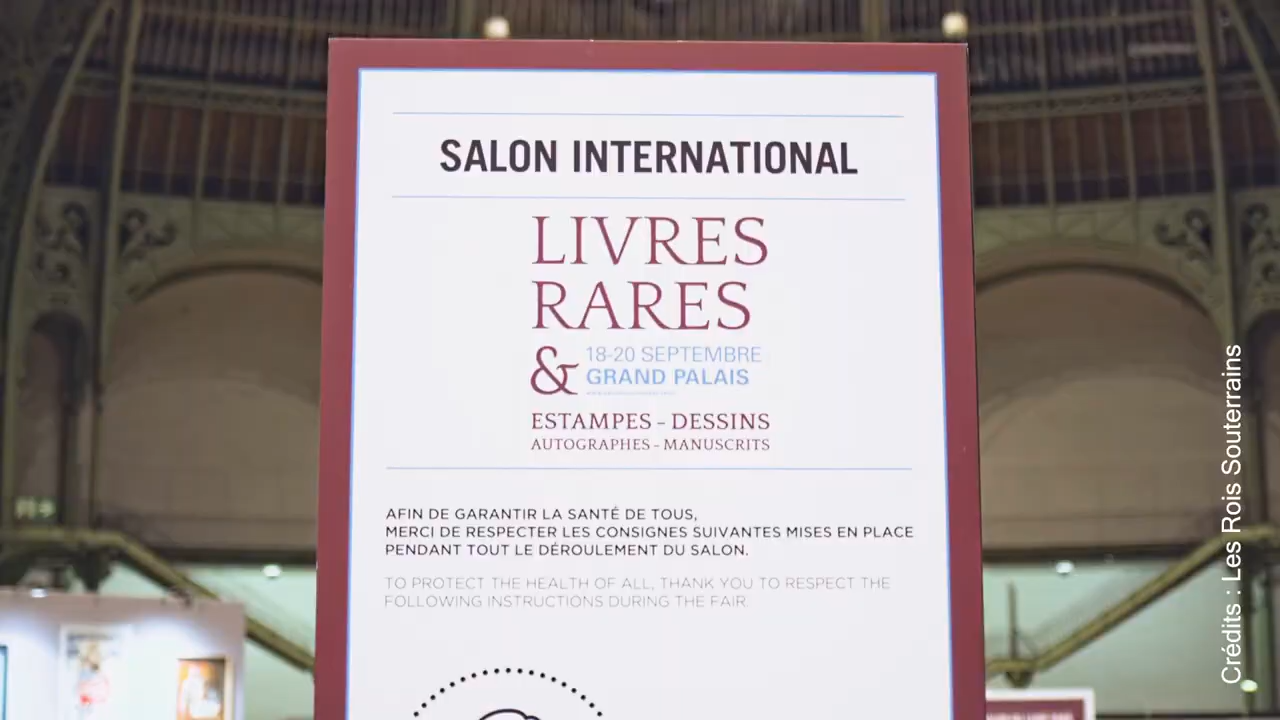 SALON INTERNATIONAL
LIVRES
RARES
& 18-20 SEPTEMBRE
GRAND PALAIS
ESTAMPES - DESSINS
AUTOGRAPHES - MANUSCRITS
AFIN DE GARANTIR LA SANTÉ DE TOUS,
MERCI DE RESPECTER LES CONSIGNES SUIVANTES MISES EN PLACE
PENDANT TOUT LE DÉROULEMENT DU SALON.
TO PROTECT THE HEALTH OF ALL, THANK YOU TO RESPECT THE
FOLLOWING INSTRUCTIONS DURING THE FAIR.
Crédits : Les Rois Souterrains